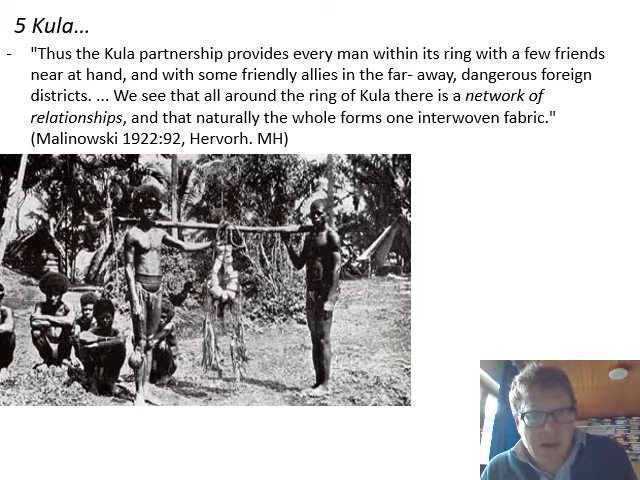 5 Kula…
- "Thus the Kula partnership provides every man within its ring with a few friends
near at hand, and with some friendly allies in the far- away, dangerous foreign
districts. ... We see that all around the ring of Kula there is a network of
relationships, and that naturally the whole forms one interwoven fabric."
(Malinowski 1922:92, Hervorh. MH)